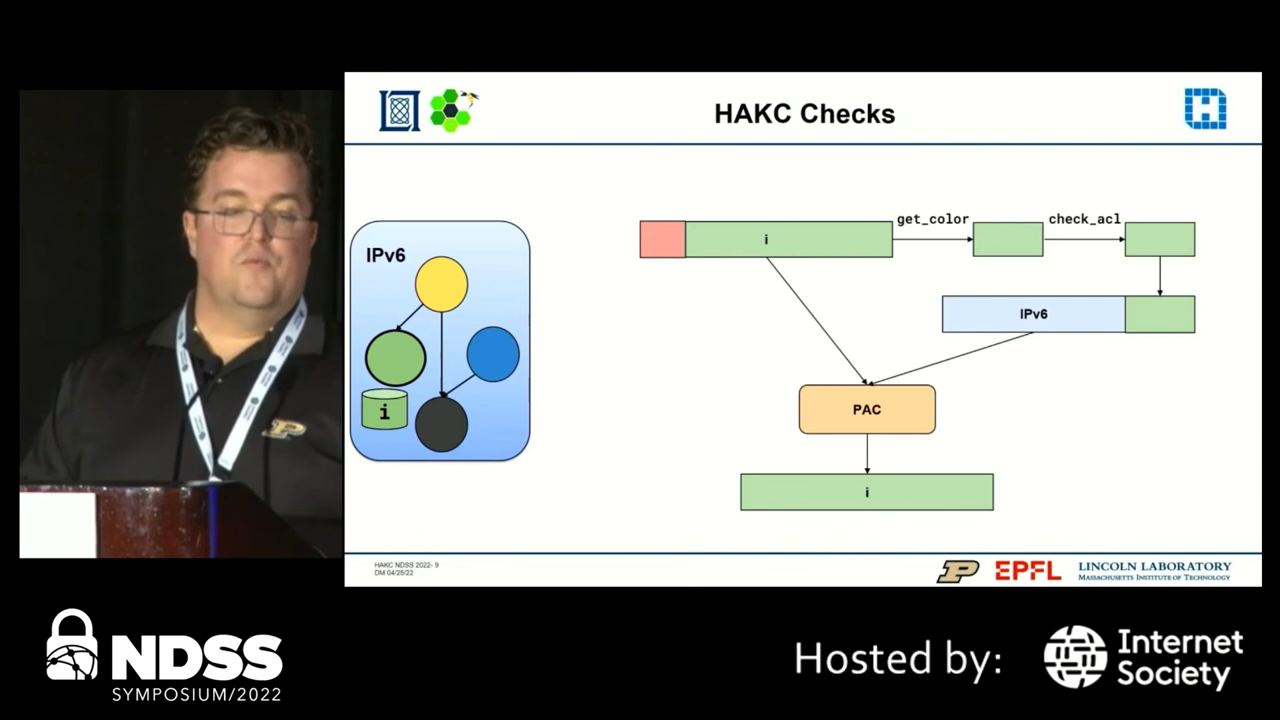 HAKC Checks
IPv6
i
i
get_color
check_acl
IPv6
PAC
i
HAKC NDSS 2022- 9
DM 04/25/22
P
EPFL
LINCOLN LABORATORY
MASSACHUSETTS INSTITUTE OF TECHNOLOGY
P
NDSS
SYMPOSIUM/2022
Hosted by:
Internet
Society